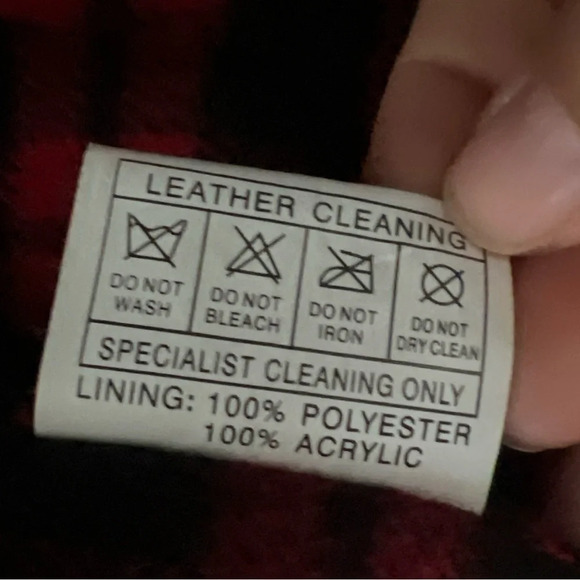 LEATHER CLEANING
DO NOT WASH
DO NOT BLEACH
DO NOT IRON
DO NOT DRY CLEAN
SPECIALIST CLEANING ONLY
LINING: 100% POLYESTER
100% ACRYLIC